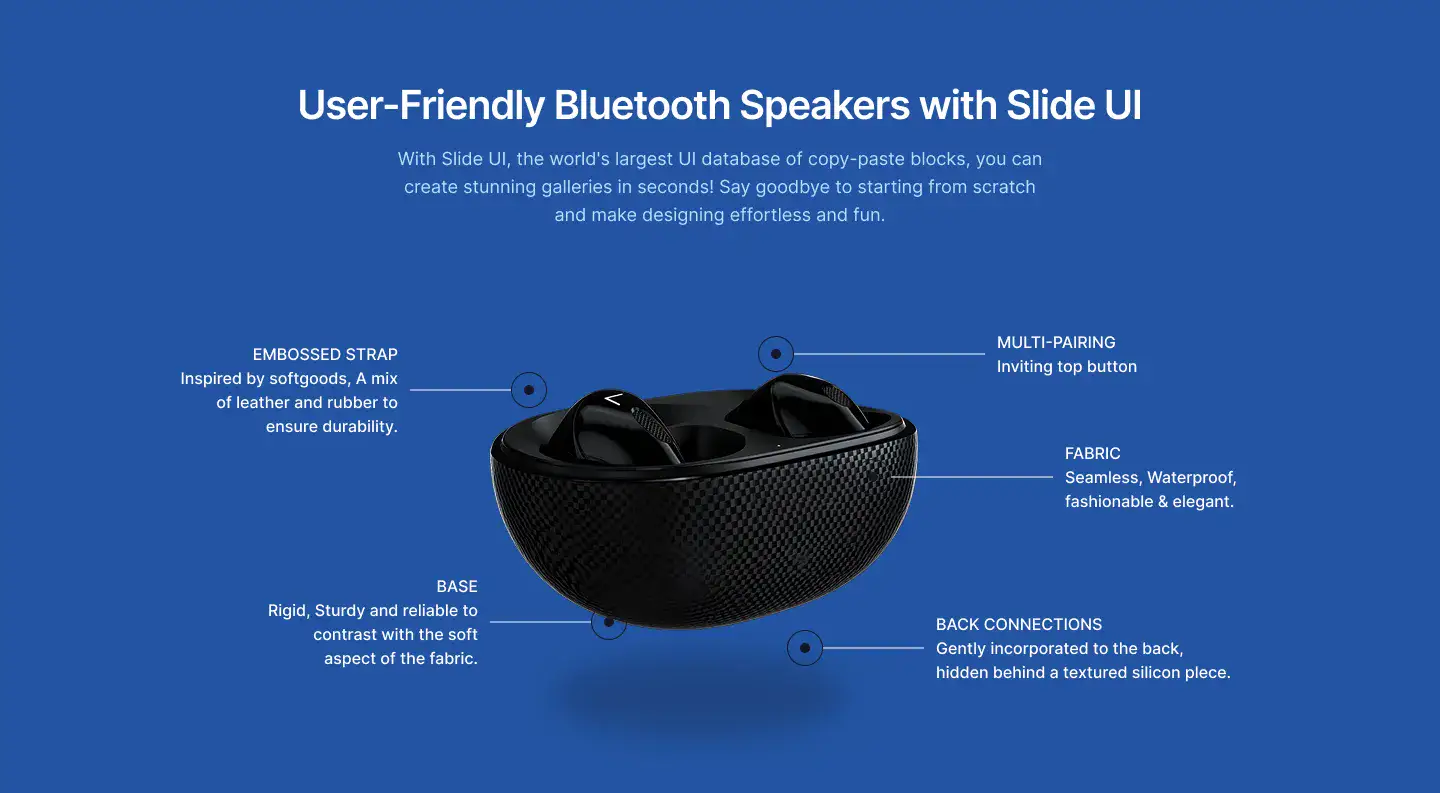 User-Friendly Bluetooth Speakers with Slide UI
With Slide UI, the world's largest UI database of copy-paste blocks, you can
create stunning galleries in seconds! Say goodbye to starting from scratch
and make designing effortless and fun.
EMBOSSED STRAP
Inspired by softgoods, A mix
of leather and rubber to
ensure durability.
MULTI-PAIRING
Inviting top button
FABRIC
Seamless, Waterproof,
fashionable & elegant.
BASE
Rigid, Sturdy and reliable to
contrast with the soft
aspect of the fabric.
BACK CONNECTIONS
Gently incorporated to the back,
hidden behind a textured silicon plece.